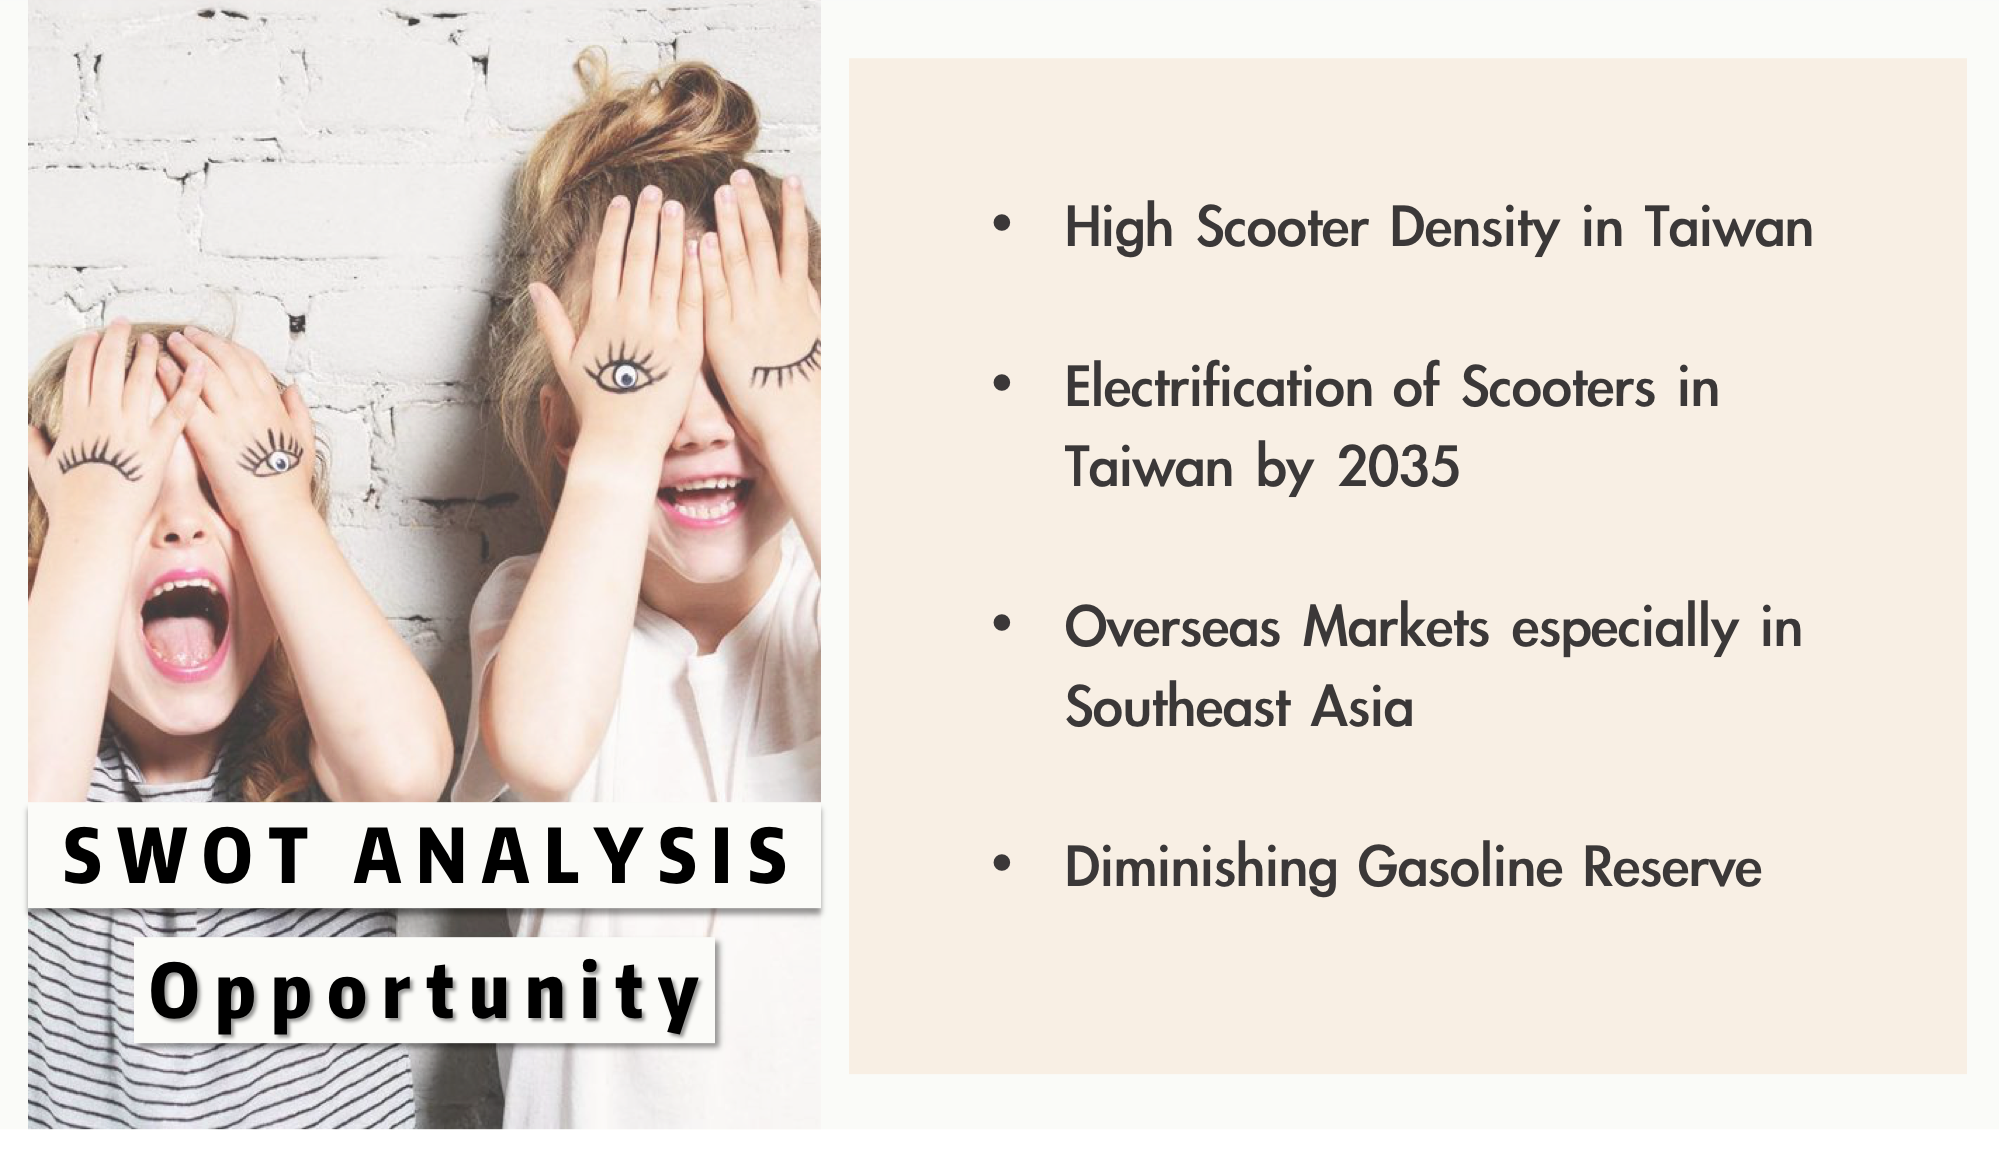 SWOT ANALYSIS
Opportunity
• High Scooter Density in Taiwan
• Electrification of Scooters in
Taiwan by 2035
• Overseas Markets especially in
Southeast Asia
• Diminishing Gasoline Reserve